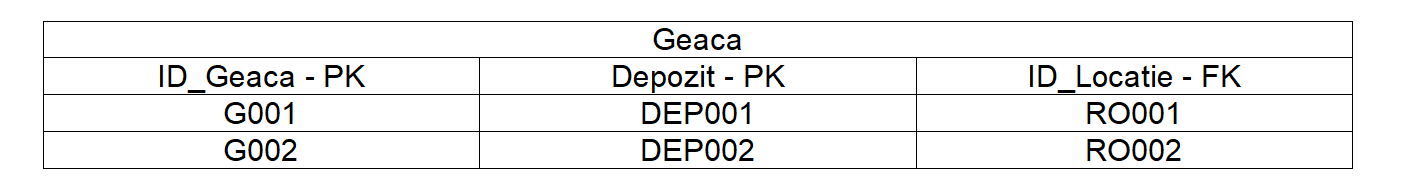 Geaca
ID_Geaca - PK Depozit - PK ID_Locatie - FK
G001 DEP001 RO001
G002 DEP002 RO002